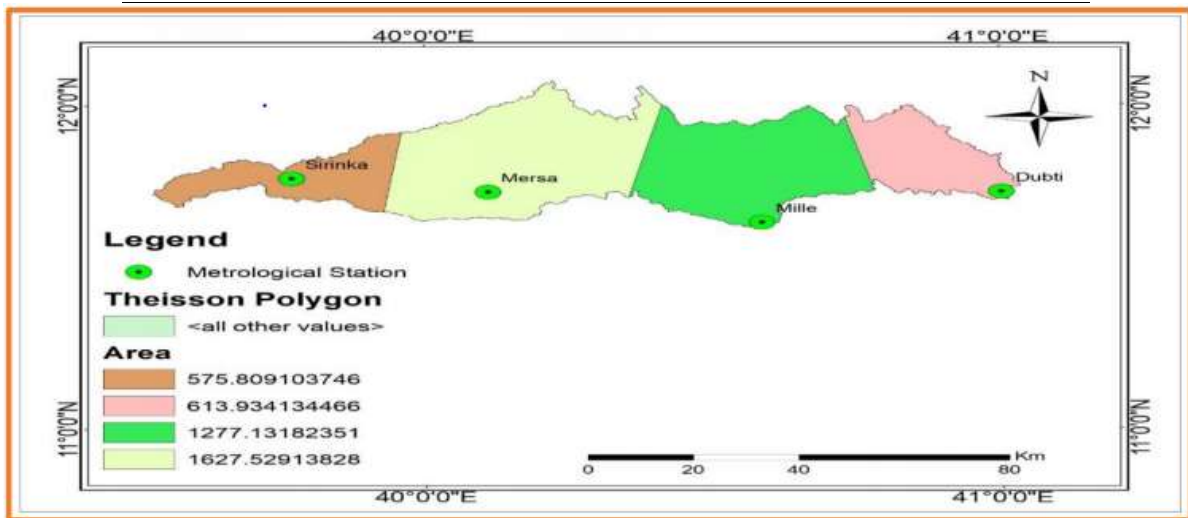 40°0'0"E 41°0'0"E
12°0'0"N 12°0'0"N
N
Sirinka
Mersa
Dubti
Mille
Legend
Metrological Station
Theisson Polygon
<all other values>
Area
575.809103746
613.934134466
1277.13182351
1627.52913828
11°0'0"N 11°0'0"N
Km
0 20 40 80
40°0'0"E 41°0'0"E